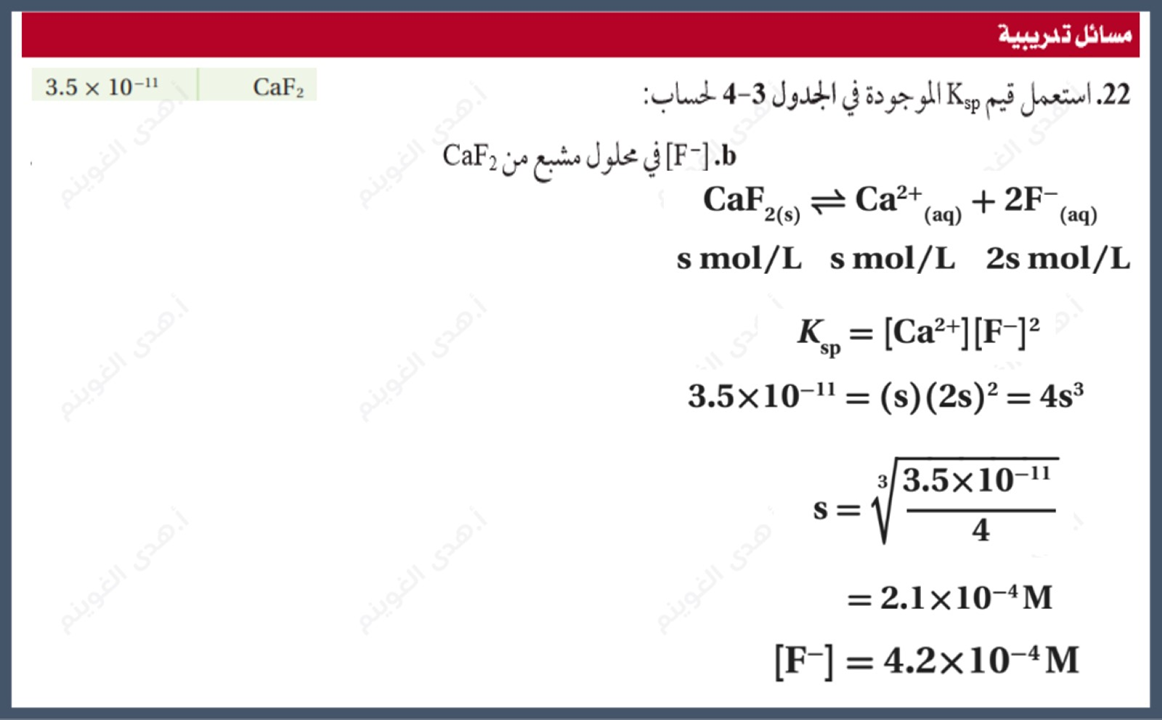 مسائل تدريبية
22. استعمل قيم Ksp الموجودة في الجدول 3-4 لحساب:
CaF₂ 3.5 × 10⁻¹¹
b. [F⁻] في محلول مشبع من CaF₂
CaF₂(s) ⇌ Ca²⁺(aq) + 2F⁻(aq)
s mol/L s mol/L 2s mol/L
Ksp = [Ca²⁺][F⁻]²
3.5×10⁻¹¹ = (s)(2s)² = 4s³
s = ∛(3.5×10⁻¹¹ / 4)
= 2.1×10⁻⁴ M
[F⁻] = 4.2×10⁻⁴ M
أ.هدى الغوينم